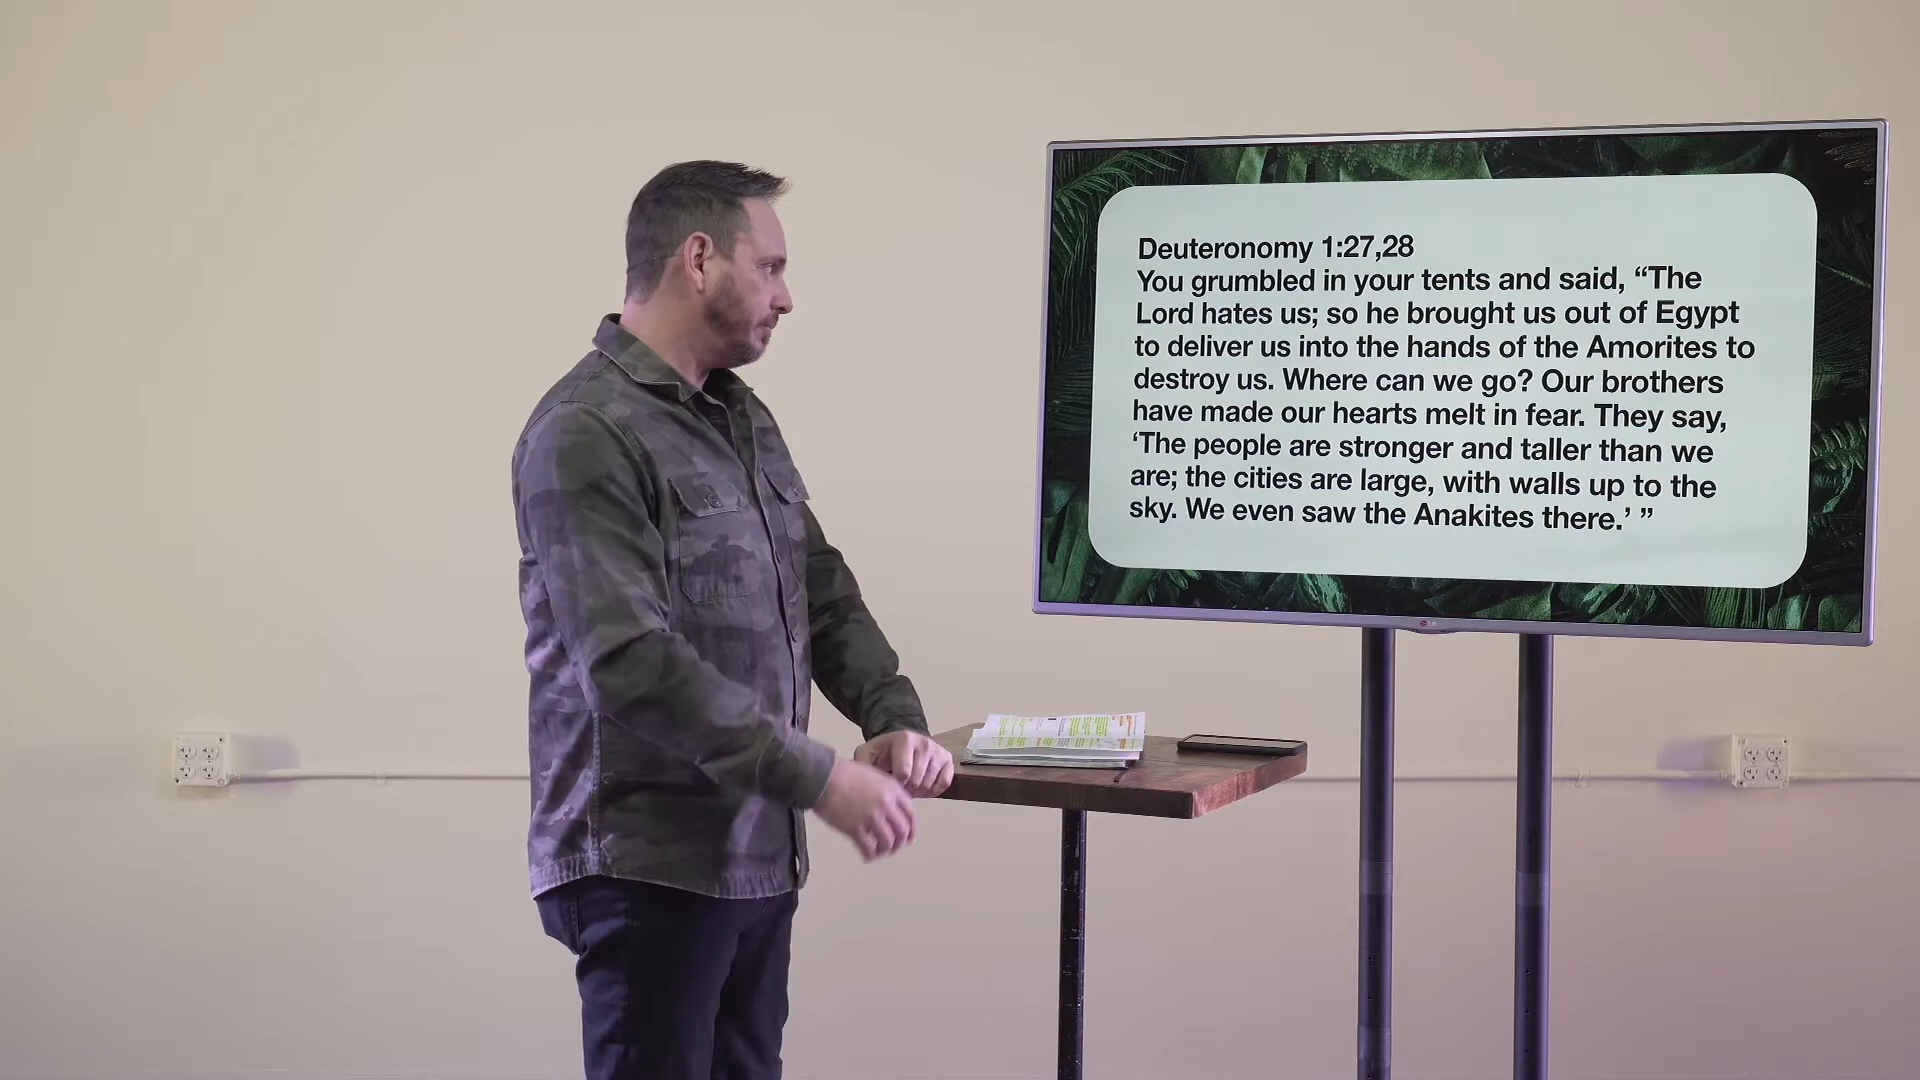 Deuteronomy 1:27,28
You grumbled in your tents and said, “The
Lord hates us; so he brought us out of Egypt
to deliver us into the hands of the Amorites to
destroy us. Where can we go? Our brothers
have made our hearts melt in fear. They say,
‘The people are stronger and taller than we
are; the cities are large, with walls up to the
sky. We even saw the Anakites there.’ ”
LG